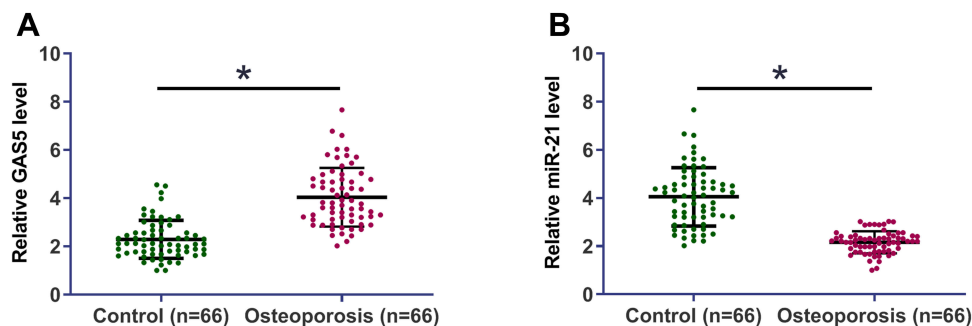 A
Relative GAS5 level
10
8
6
4
2
0
*
Control (n=66) Osteoporosis (n=66)
B
Relative miR-21 level
10
8
6
4
2
0
*
Control (n=66) Osteoporosis (n=66)